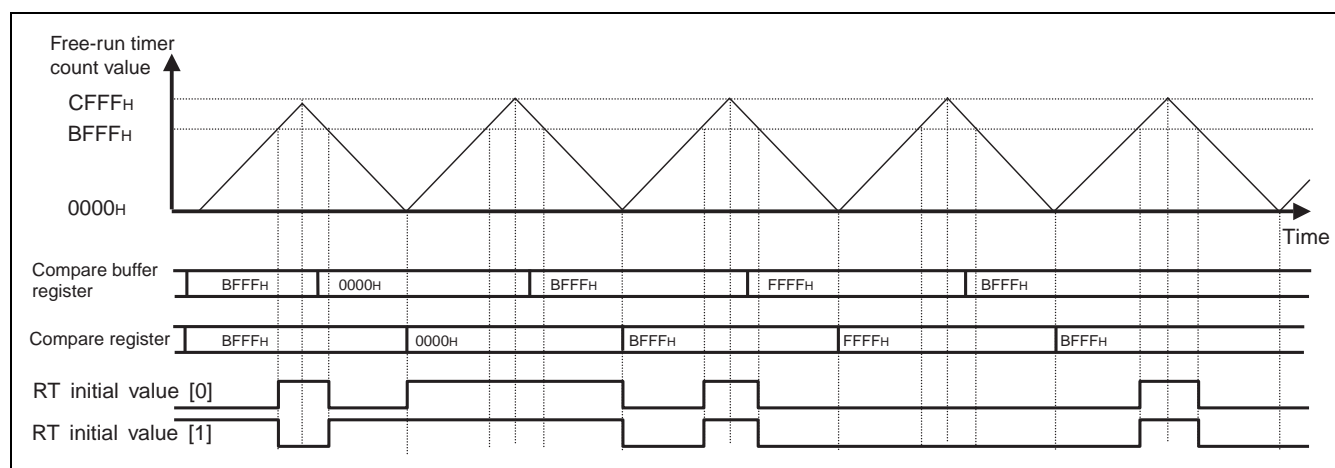 Free-run timer
count value
CFFFH
BFFFH
0000H
Time
Compare buffer
register
BFFFH 0000H BFFFH FFFFH BFFFH
Compare register BFFFH 0000H BFFFH FFFFH BFFFH
RT initial value [0]
RT initial value [1]